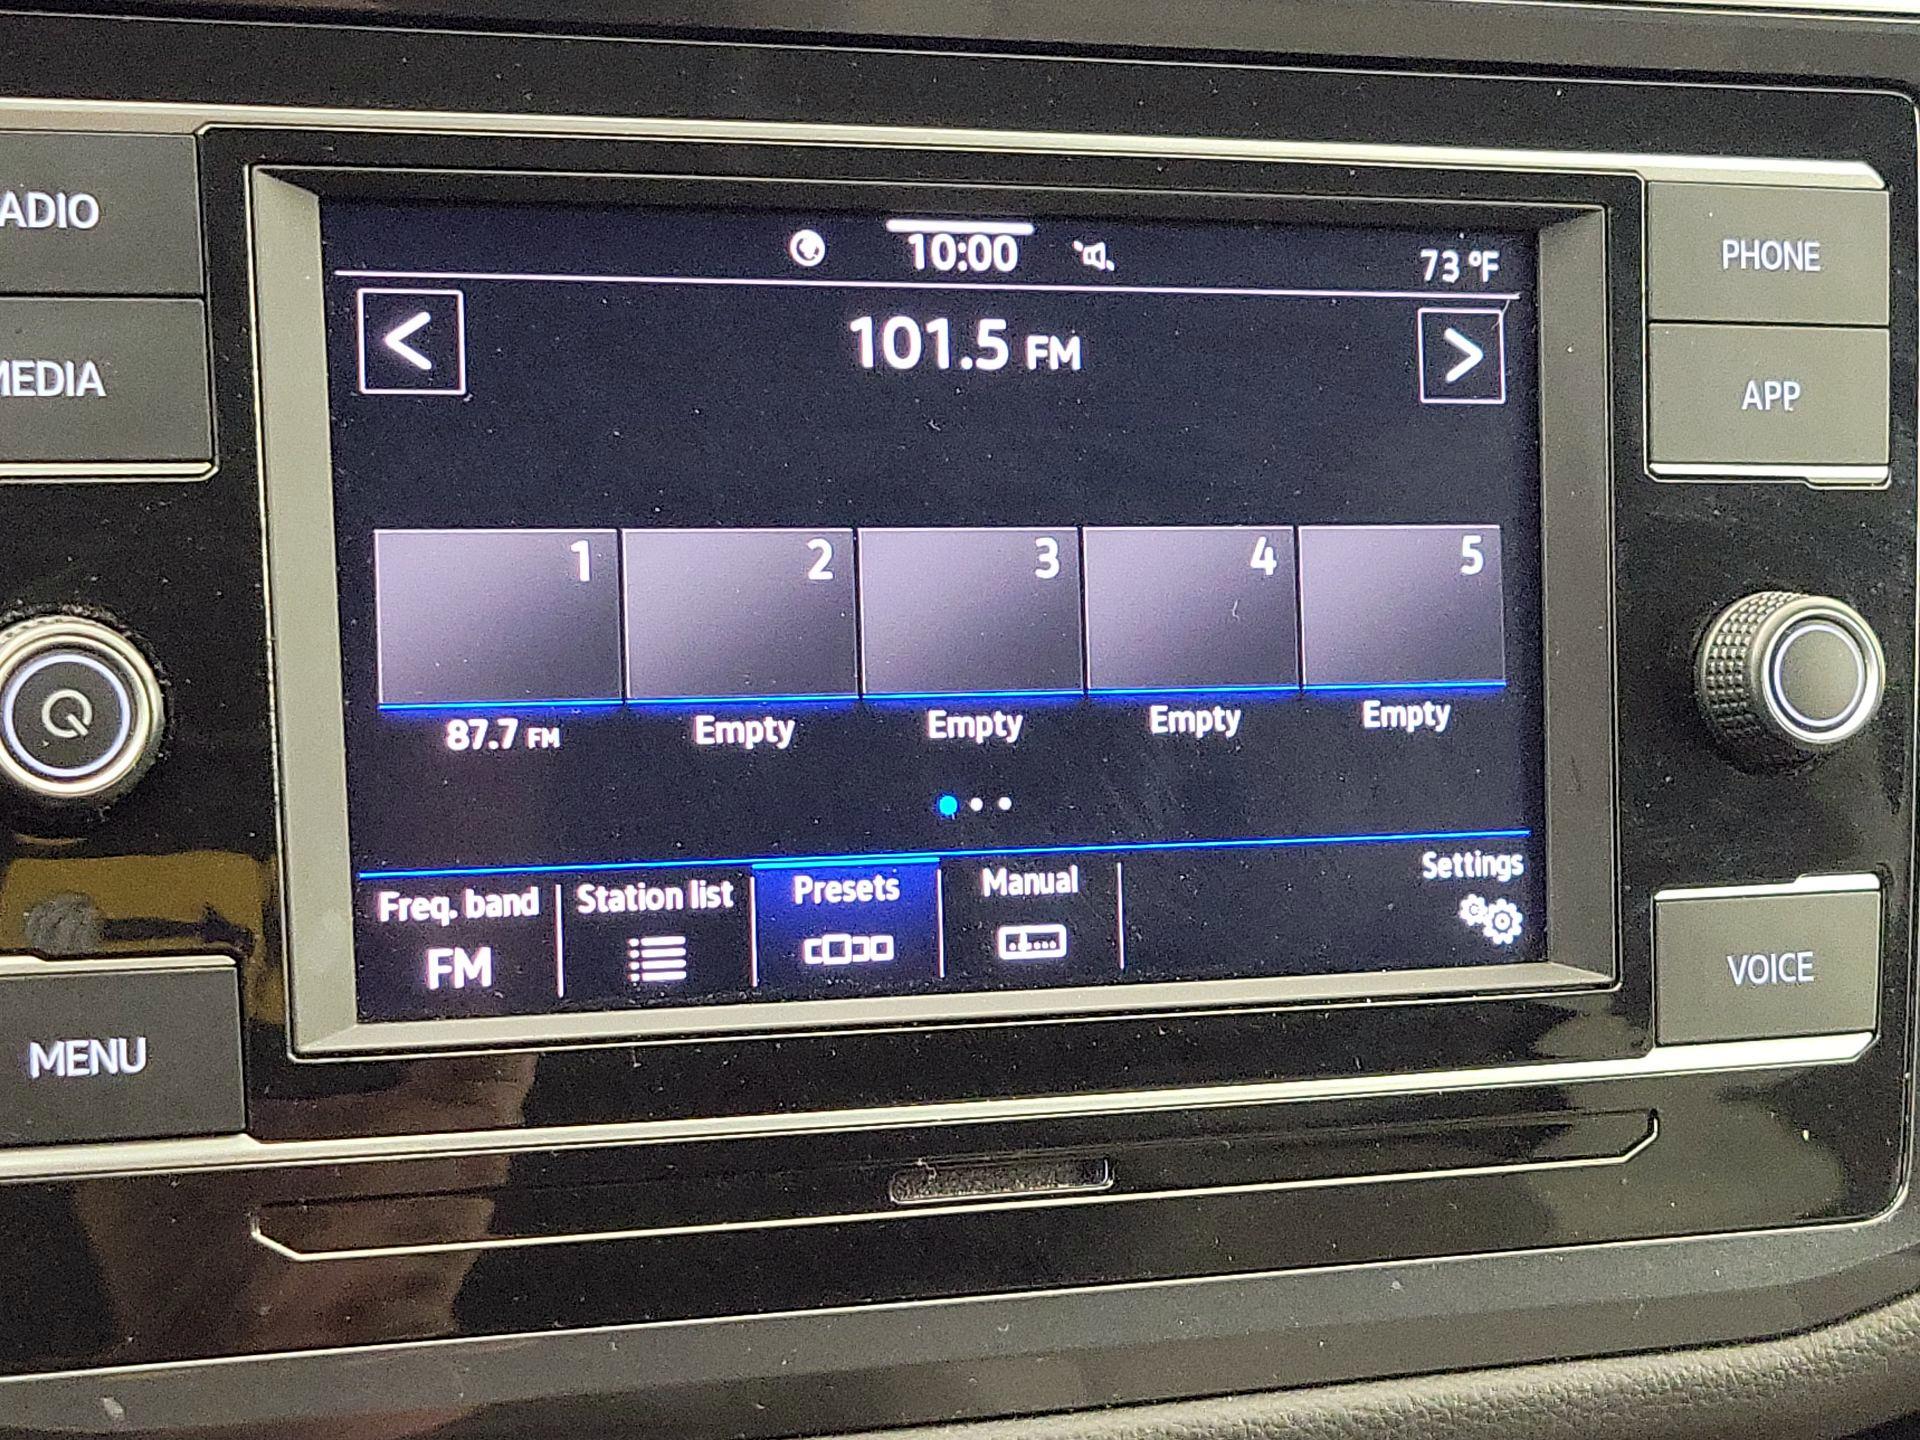 ADIO
MEDIA
MENU
10:00
73 °F
<
101.5 FM
>
1
2
3
4
5
87.7 FM
Empty
Empty
Empty
Empty
Freq. band
FM
Station list
Presets
Manual
Settings
PHONE
APP
VOICE